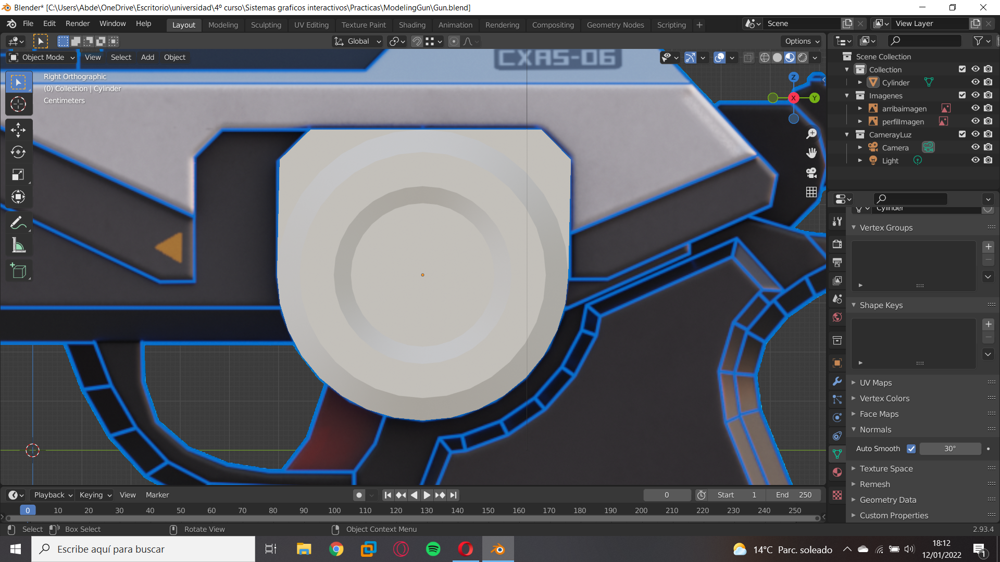 Blender* [C:\Users\Abde\OneDrive\Escritorio\universidad\4º curso\Sistemas graficos interactivos\Practicas\ModelingGun\Gun.blend]
File Edit Render Window Help Layout Modeling Sculpting UV Editing Texture Paint Shading Animation Rendering Compositing Geometry Nodes Scripting + Scene View Layer
Global Options
Object Mode View Select Add Object
CXAS-06
Right Orthographic
(0) Collection | Cylinder
Centimeters
Z
X
Y
Scene Collection
Collection
Cylinder
Imagenes
arribaimagen
perfilImagen
CamerayLuz
Camera
Light
Cylinder
Vertex Groups
Shape Keys
UV Maps
Vertex Colors
Face Maps
Normals
Auto Smooth 30°
Texture Space
Remesh
Geometry Data
Custom Properties
Playback Keying View Marker 0 Start 1 End 250
0 10 20 30 40 50 60 70 80 90 100 110 120 130 140 150 160 170 180 190 200 210 220 230 240 250
Select Box Select Rotate View Object Context Menu 2.93.4
Escribe aquí para buscar
14°C Parc. soleado
18:12
12/01/2022
1